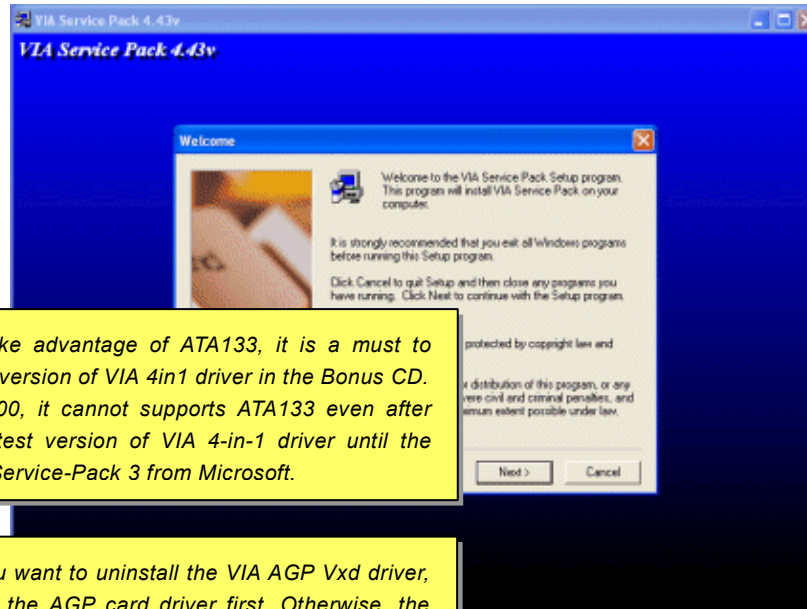 VIA Service Pack 4.43v
VIA Service Pack 4.43v
Welcome
Welcome to the VIA Service Pack Setup program.
This program will install VIA Service Pack on your
computer.
It is strongly recommended that you exit all Windows programs
before running this Setup program.
Click Cancel to quit Setup and then close any programs you
have running. Click Next to continue with the Setup program.
protected by copyright law and
distribution of this program, or any
civil and criminal penalties, and
extent possible under law.
Next >
Cancel
ke advantage of ATA133, it is a must to
version of VIA 4in1 driver in the Bonus CD.
00, it cannot supports ATA133 even after
test version of VIA 4-in-1 driver until the
Service-Pack 3 from Microsoft.
u want to uninstall the VIA AGP Vxd driver,
the AGP card driver first. Otherwise, the